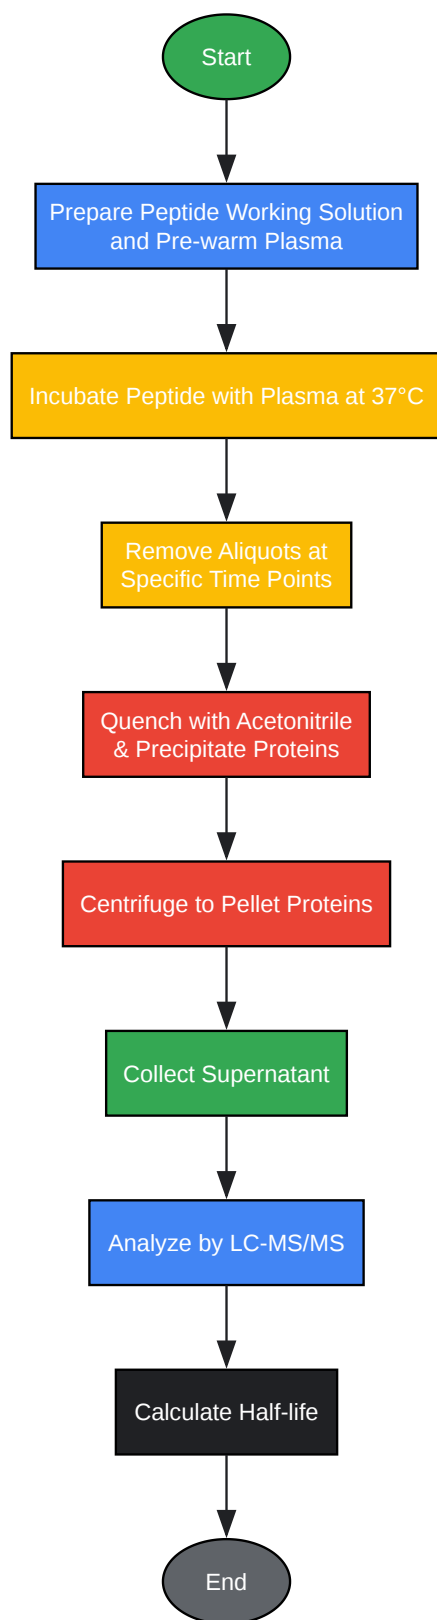 Start
Prepare Peptide Working Solution
and Pre-warm Plasma
Incubate Peptide with Plasma at 37°C
Remove Aliquots at
Specific Time Points
Quench with Acetonitrile
& Precipitate Proteins
Centrifuge to Pellet Proteins
Collect Supernatant
Analyze by LC-MS/MS
Calculate Half-life
End